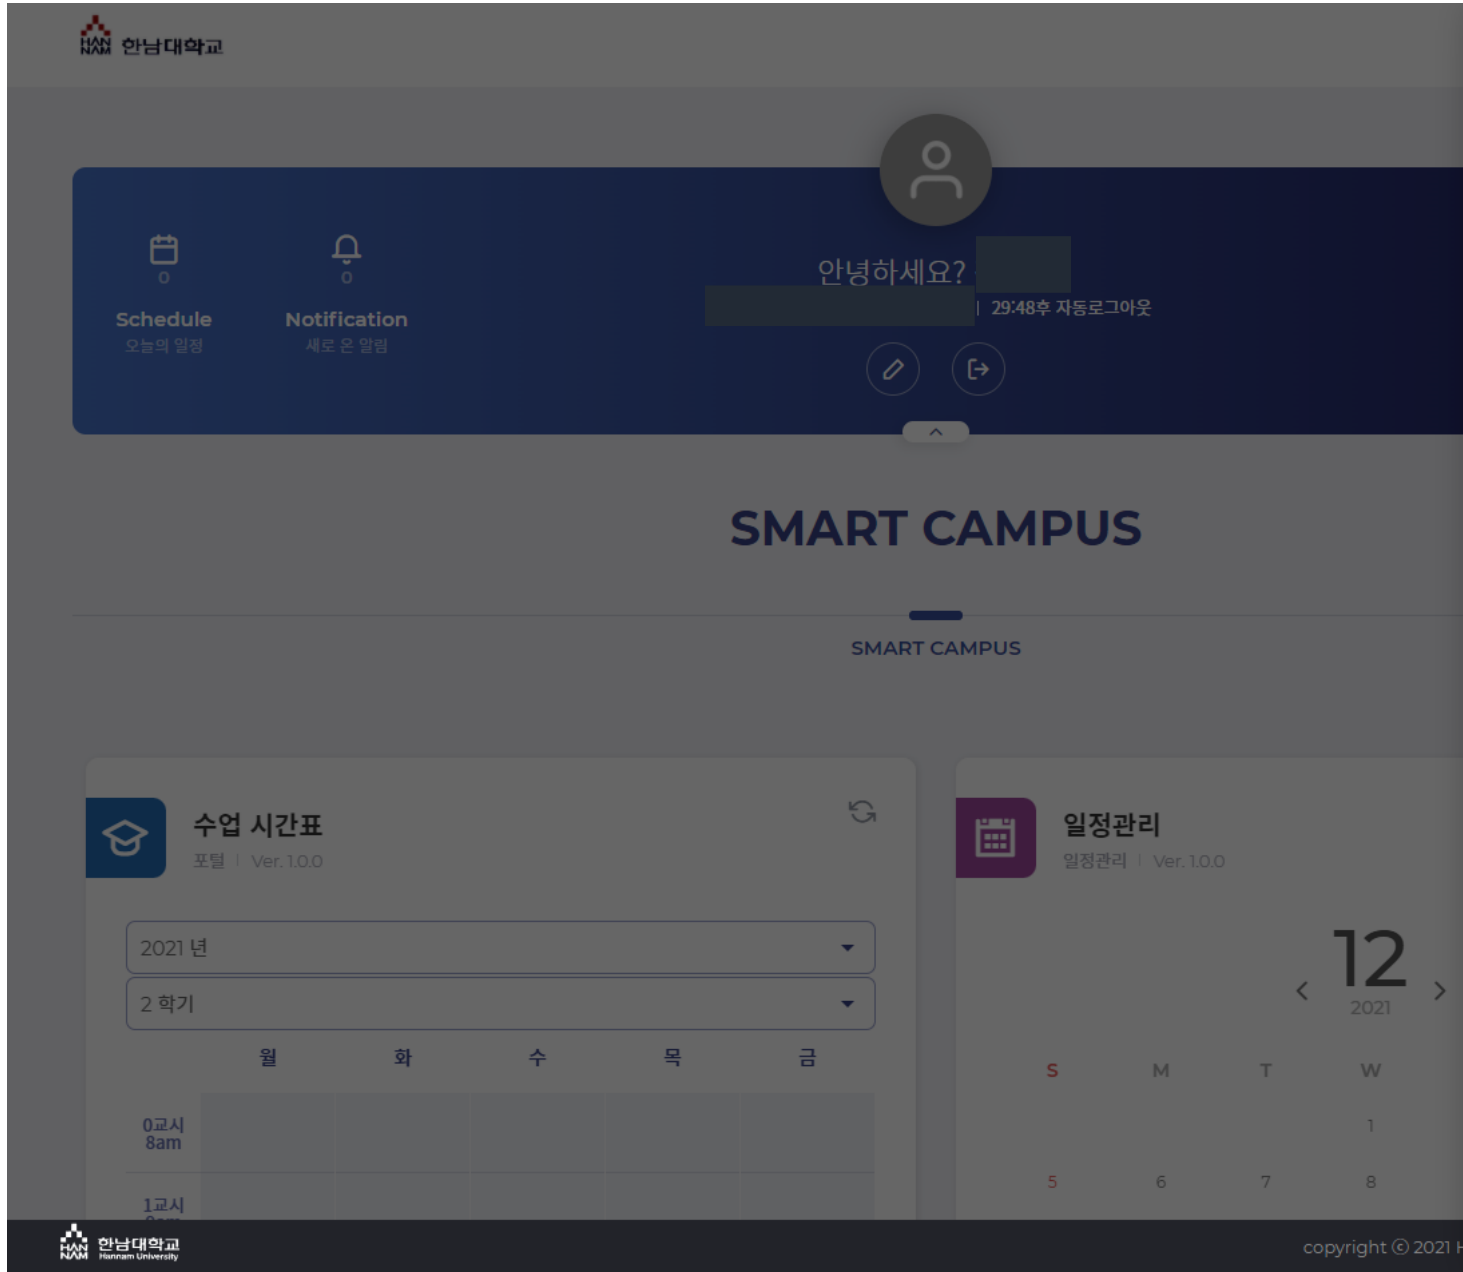 HAN
NAM 한남대학교
안녕하세요?
29:48후 자동로그아웃
0
0
Schedule
Notification
오늘의 일정
새로 온 알림
SMART CAMPUS
SMART CAMPUS
수업 시간표
포털 | Ver. 1.0.0
2021 년
2 학기
월 화 수 목 금
0교시
8am
1교시
일정관리
일정관리 | Ver. 1.0.0
12
2021
S M T W
1
5 6 7 8
HAN
NAM 한남대학교
Hannam University
copyright ⓒ 2021 H